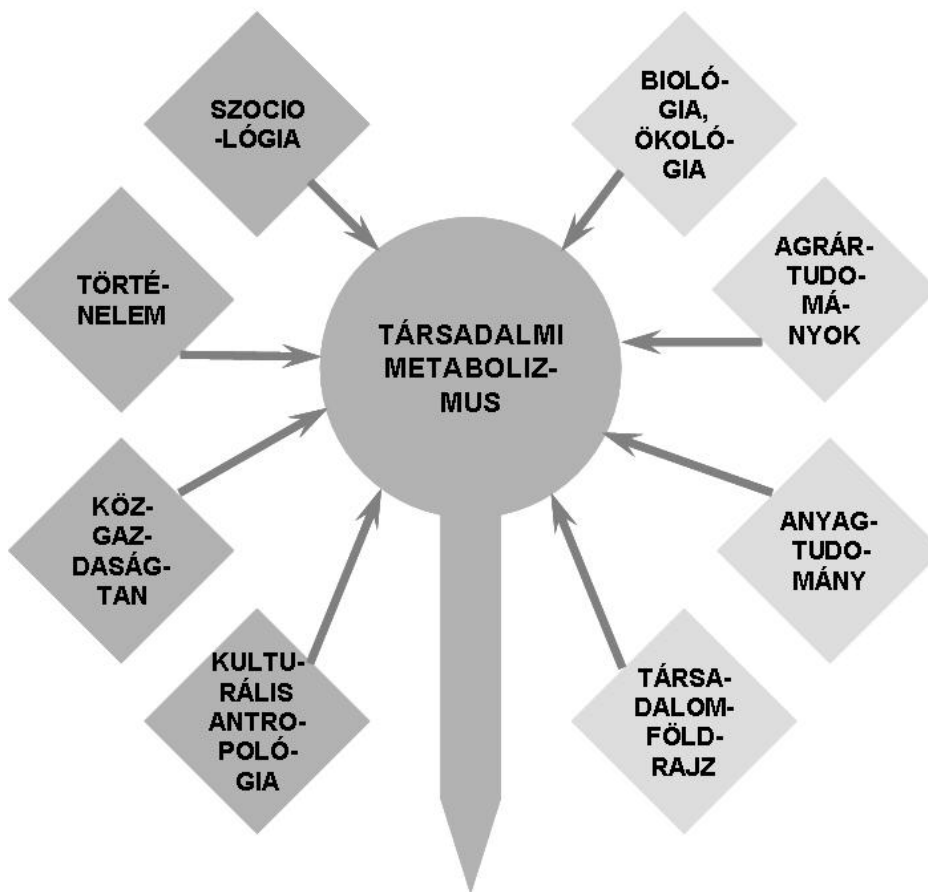 SZOCIO
-LÓGIA
BIOLÓ-
GIA,
ÖKOLÓ-
GIA
TÖRTÉ-
NELEM
AGRÁR-
TUDO-
MÁ-
NYOK
TÁRSADALMI
METABOLIZ-
MUS
KÖZ-
GAZ-
DASÁG-
TAN
ANYAG-
TUDO-
MÁNY
KULTU-
RÁLIS
ANTRO-
POLÓ-
GIA
TÁRSA-
DALOM-
FÖLD-
RAJZ